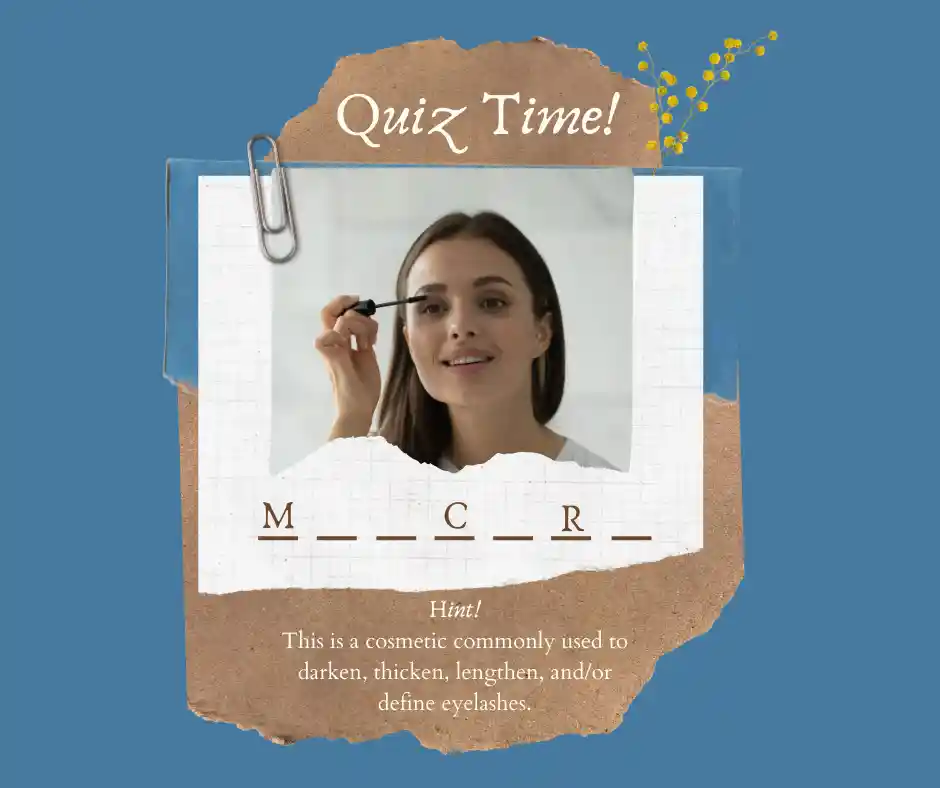 Quiz Time!
M _ _ C _ R _
Hint!
This is a cosmetic commonly used to
darken, thicken, lengthen, and/or
define eyelashes.